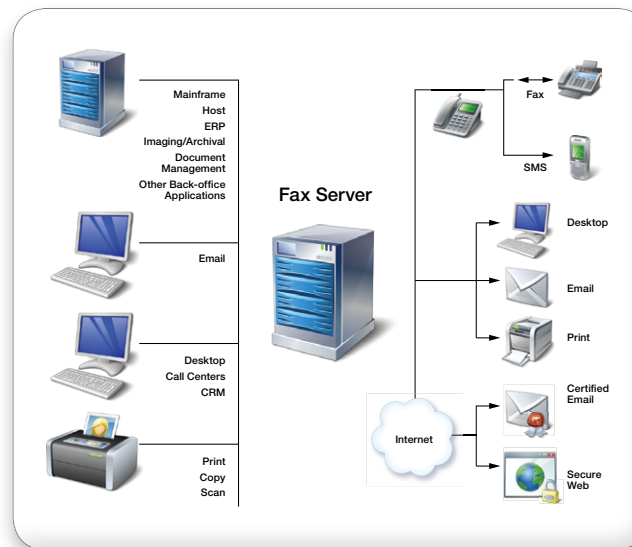 Mainframe
Host
ERP
Imaging/Archival
Document
Management
Other Back-office
Applications
Email
Desktop
Call Centers
CRM
Print
Copy
Scan
Fax Server
Fax
SMS
Desktop
Email
Print
Internet
Certified
Email
Secure
Web